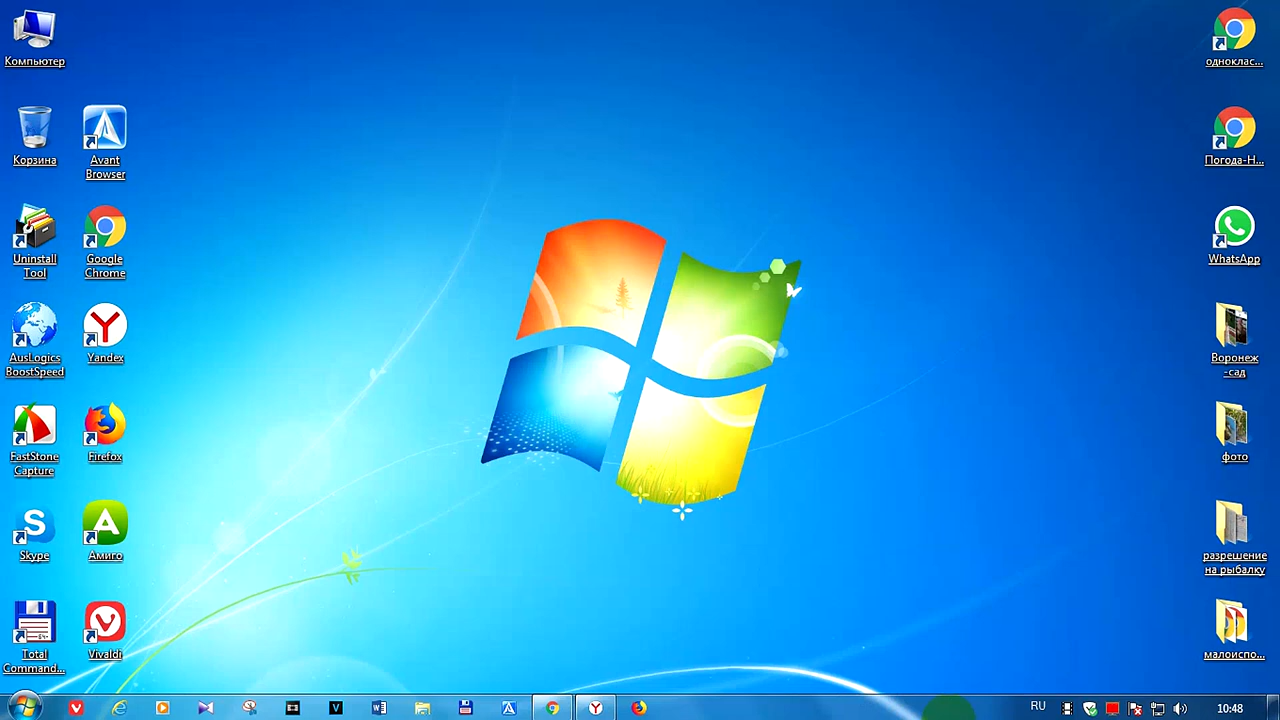 Компьютер
Корзина
Avant
Browser
Uninstall
Tool
Google
Chrome
AusLogics
BoostSpeed
Yandex
FastStone
Capture
Firefox
Skype
Амиго
Total
Command...
Vivaldi
однокLAс...
Погода-Н...
WhatsApp
Воронеж
-сад
фото
разрешение
на рыбалку
малоиспо...
RU
10:48